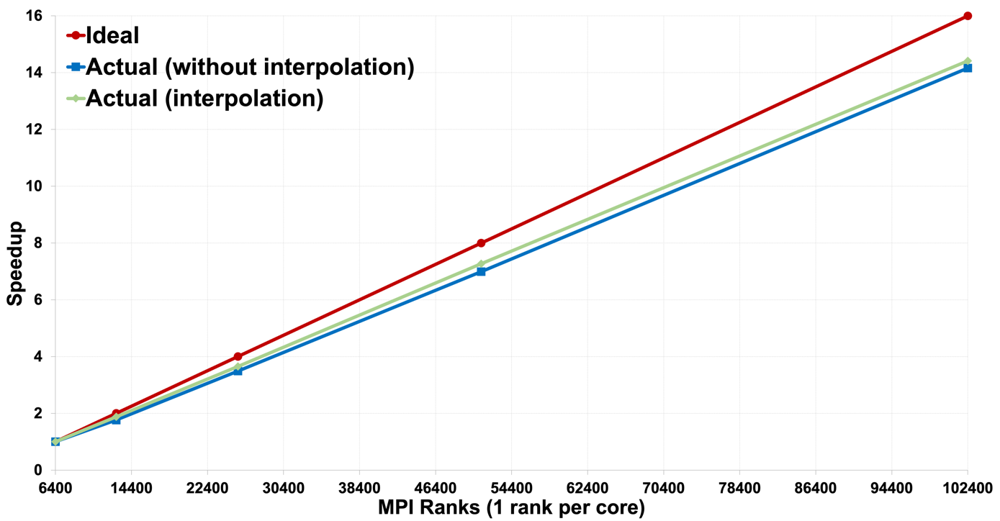 16
14
12
10
8
6
4
2
0
Speedup
Ideal
Actual (without interpolation)
Actual (interpolation)
6400 14400 22400 30400 38400 46400 54400 62400 70400 78400 86400 94400 102400
MPI Ranks (1 rank per core)